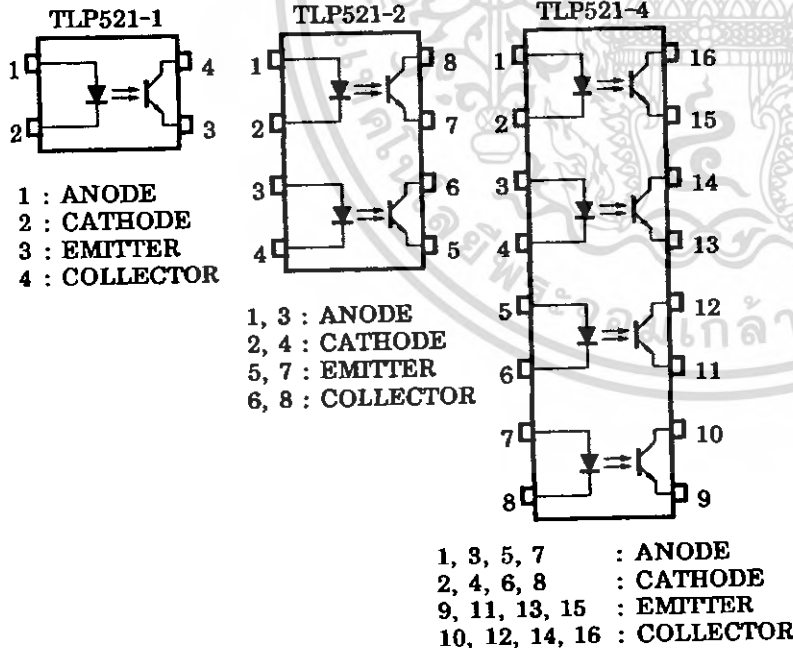 TLP521-1
1
2
4
3
1 : ANODE
2 : CATHODE
3 : EMITTER
4 : COLLECTOR
TLP521-2
1
2
3
4
8
7
6
5
1, 3 : ANODE
2, 4 : CATHODE
5, 7 : EMITTER
6, 8 : COLLECTOR
TLP521-4
1
2
3
4
5
6
7
8
16
15
14
13
12
11
10
9
1, 3, 5, 7 : ANODE
2, 4, 6, 8 : CATHODE
9, 11, 13, 15 : EMITTER
10, 12, 14, 16 : COLLECTOR